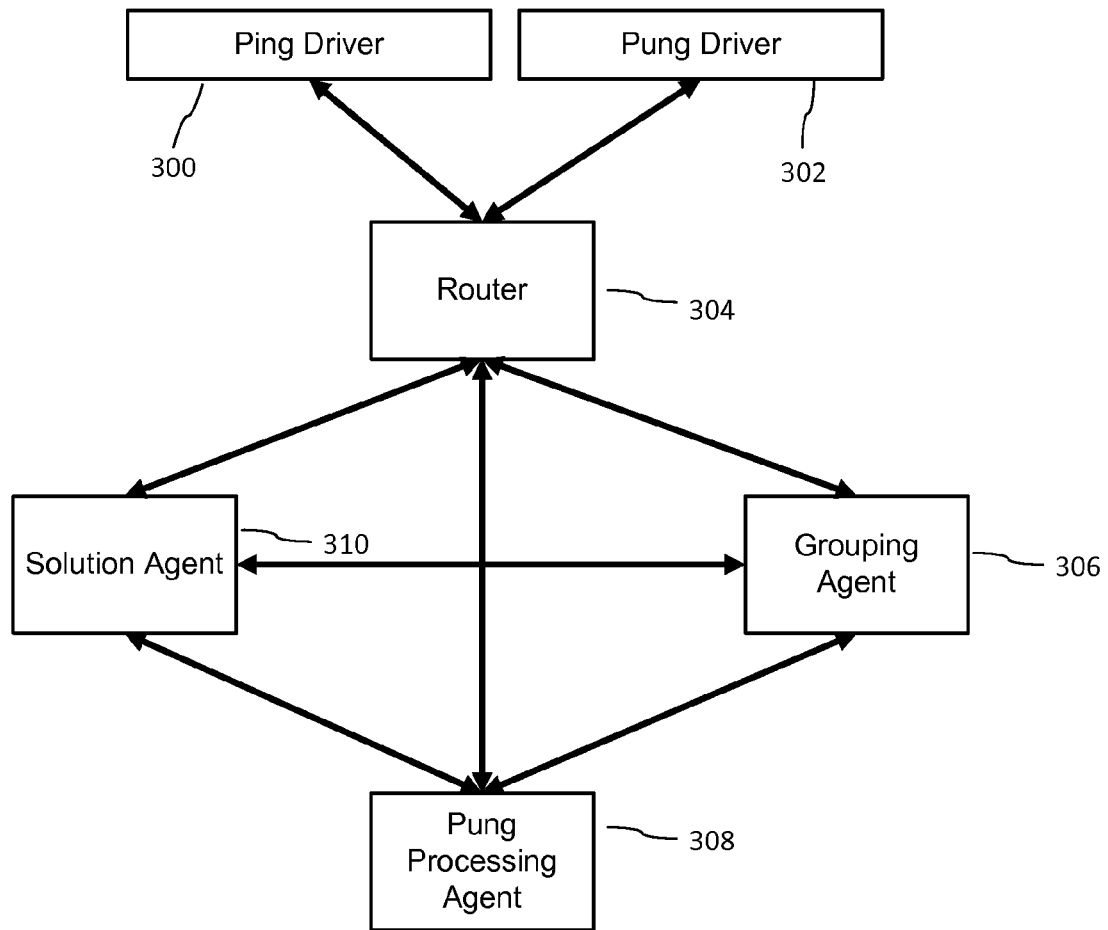 Ping Driver
Pung Driver
300
302
Router
304
Solution Agent
310
Grouping
Agent
306
Pung
Processing
Agent
308